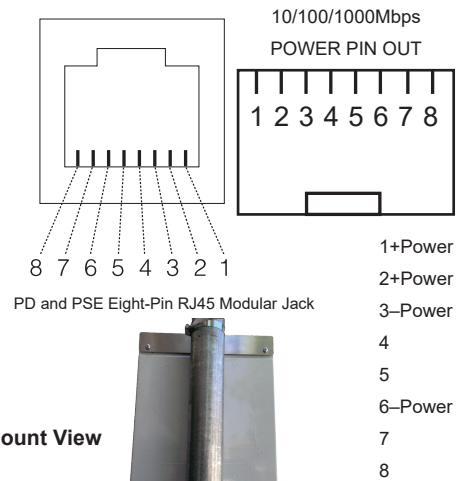 10/100/1000Mbps
POWER PIN OUT
1 2 3 4 5 6 7 8
8 7 6 5 4 3 2 1
PD and PSE Eight-Pin RJ45 Modular Jack
1+Power
2+Power
3–Power
4
5
6–Power
7
8
ount View